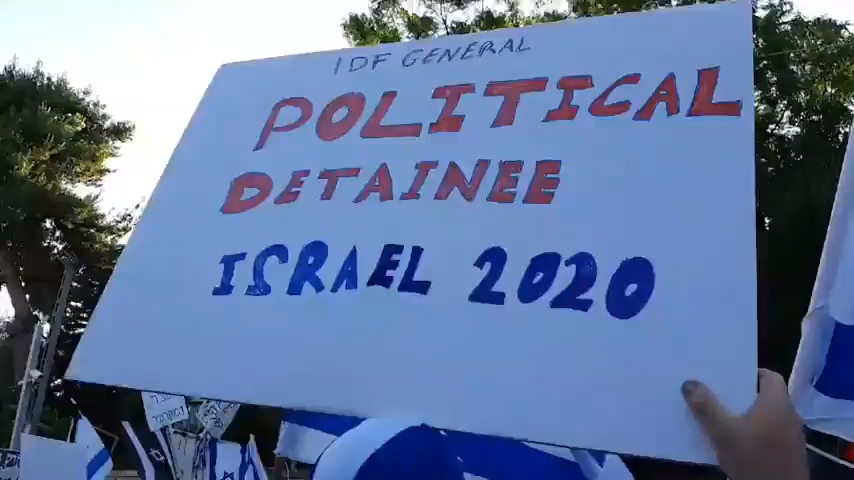 IDF GENERAL
POLITICAL
DETAINEE
ISRAEL 2020